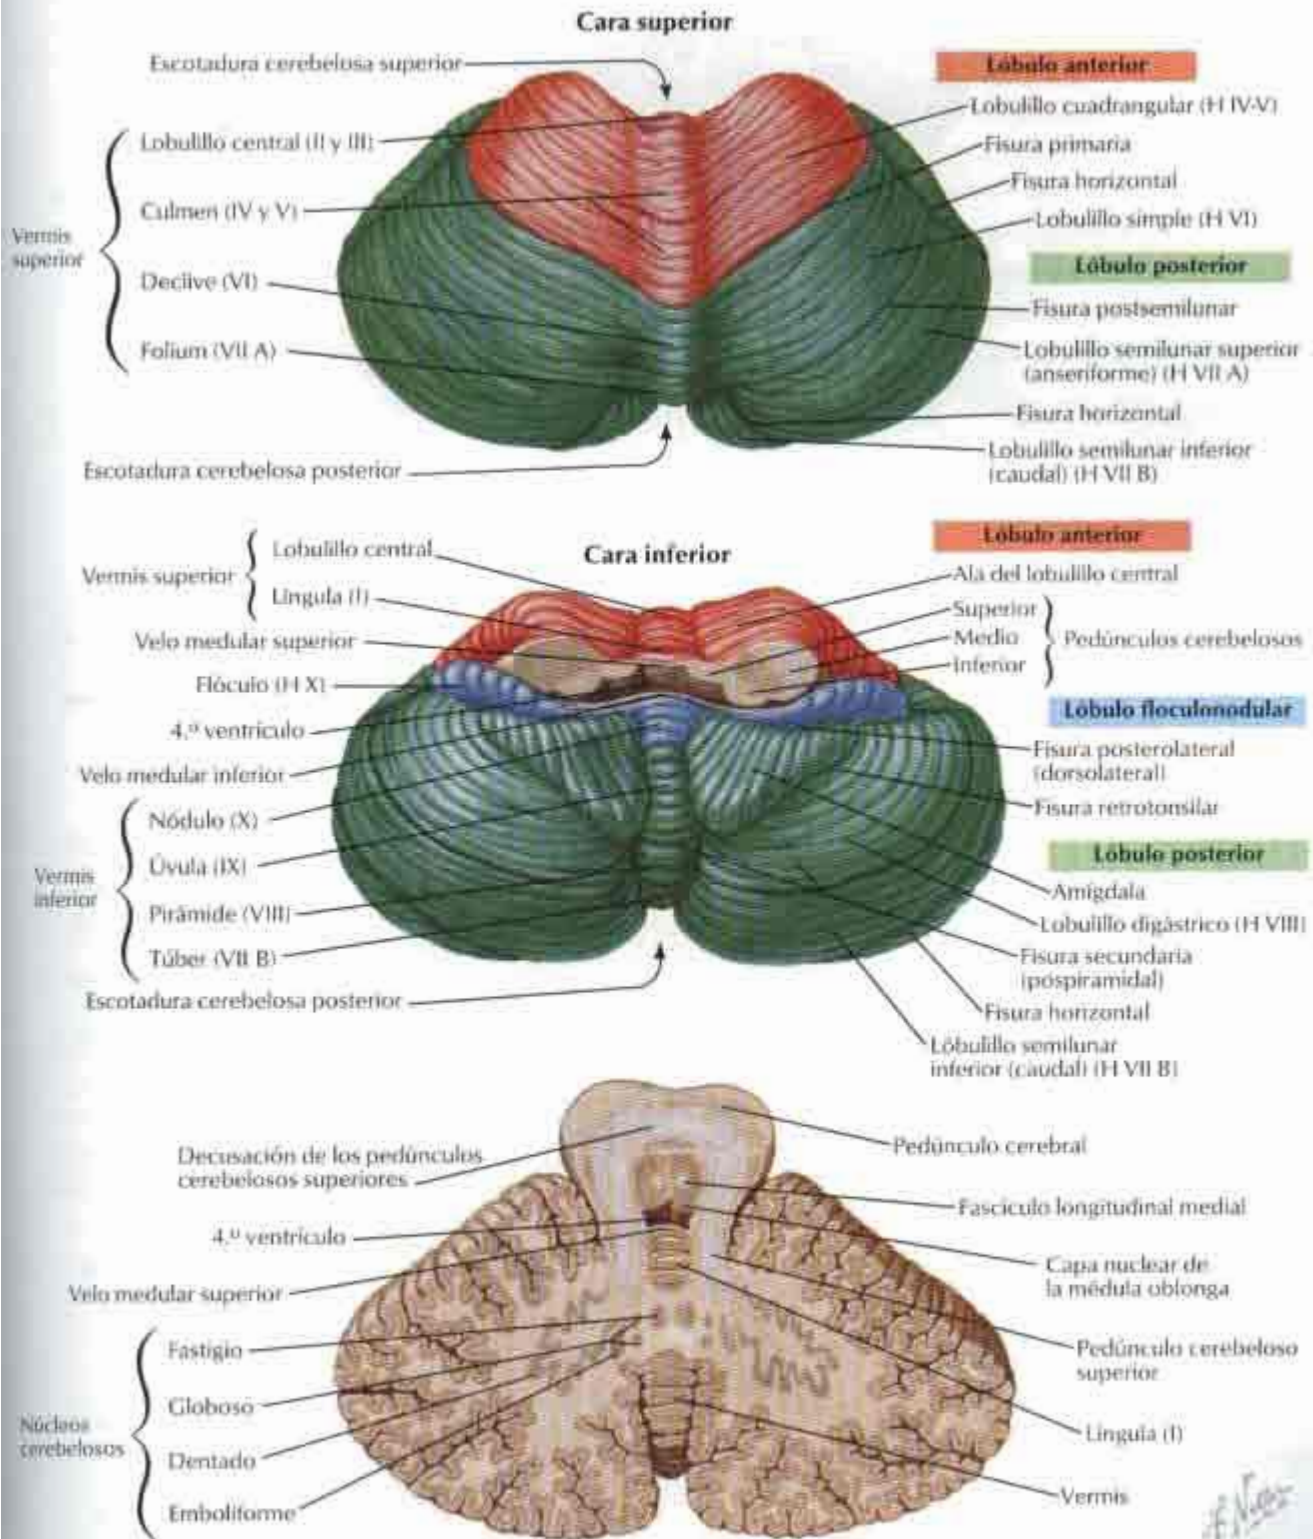 Cara superior
Escotadura cerebelosa superior
Lóbulo anterior
Lobulillo cuadrangular (H IV-V)
Lobulillo central (II y III)
Fisura primaria
Fisura horizontal
Culmen (IV y V)
Lobulillo simple (H VI)
Vermis
superior
Lóbulo posterior
Declive (VI)
Fisura postsemilunar
Folium (VII A)
Lobulillo semilunar superior
(anseriforme) (H VII A)
Fisura horizontal
Escotadura cerebelosa posterior
Lobulillo semilunar inferior
(caudal) (H VII B)
Lobulillo central
Cara inferior
Lóbulo anterior
Vermis superior
Ala del lobulillo central
Língula (I)
Superior
Velo medular superior
Medio
Pedúnculos cerebelosos
Inferior
Flóculo (H X)
Lóbulo floculonodular
4.º ventrículo
Fisura posterolateral
(dorsolateral)
Velo medular inferior
Fisura retrotonsilar
Nódulo (X)
Lóbulo posterior
Úvula (IX)
Vermis
inferior
Amígdala
Pirámide (VIII)
Lobulillo digástrico (H VIII)
Túber (VII B)
Fisura secundaria
(pospiramidal)
Escotadura cerebelosa posterior
Fisura horizontal
Lóbulillo semilunar
inferior (caudal) (H VII B)
Pedúnculo cerebral
Decusación de los pedúnculos
cerebelosos superiores
Fascículo longitudinal medial
4.º ventrículo
Capa nuclear de
la médula oblonga
Velo medular superior
Fastigio
Pedúnculo cerebeloso
superior
Globoso
Núcleos
cerebelosos
Língula (I)
Dentado
Vermis
Emboliforme